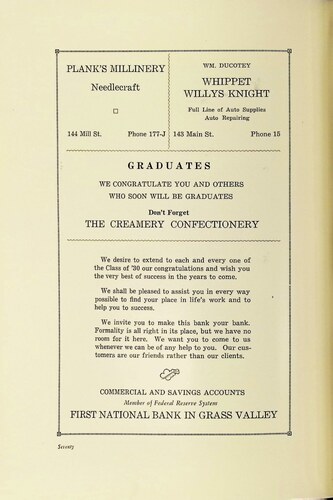 PLANK'S MILLINERY
Needlecraft
144 Mill St. Phone 177-J
WM. DUCOTEY
WHIPPET
WILLYS KNIGHT
Full Line of Auto Supplies
Auto Repairing
143 Main St. Phone 15
GRADUATES
WE CONGRATULATE YOU AND OTHERS
WHO SOON WILL BE GRADUATES
Don't Forget
THE CREAMERY CONFECTIONERY
We desire to extend to each and every one of
the Class of '30 our congratulations and wish you
the very best of success in the years to come.
We shall be pleased to assist you in every way
possible to find your place in life's work and to
help you to success.
We invite you to make this bank your bank.
Formality is all right in its place, but we have no
room for it here. We want you to come to us
whenever we can be of any help to you. Our cus-
tomers are our friends rather than our clients.
COMMERCIAL AND SAVINGS ACCOUNTS
Member of Federal Reserve System
FIRST NATIONAL BANK IN GRASS VALLEY
Seventy